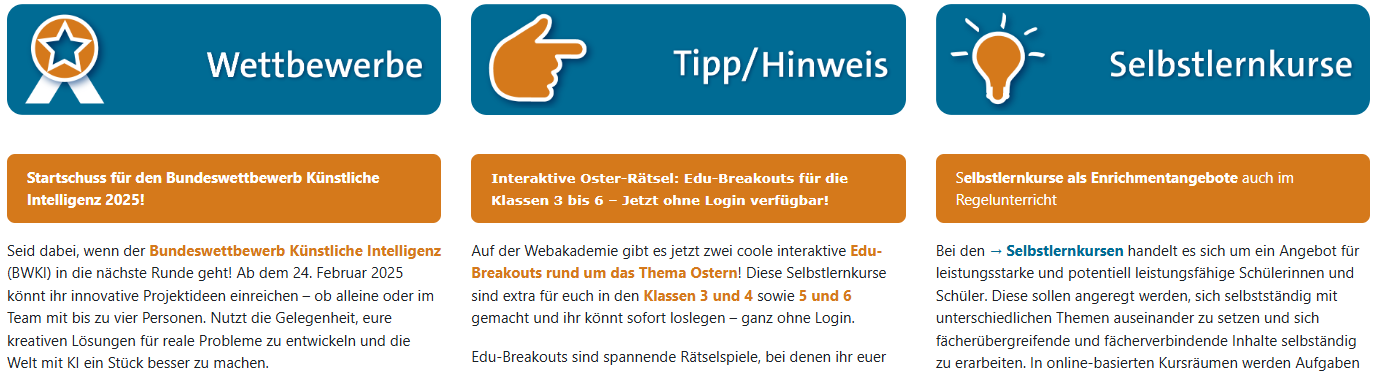 Wettbewerbe
Startschuss für den Bundeswettbewerb Künstliche
Intelligenz 2025!
Seid dabei, wenn der Bundeswettbewerb Künstliche Intelligenz
(BWKI) in die nächste Runde geht! Ab dem 24. Februar 2025
könnt ihr innovative Projektideen einreichen – ob alleine oder im
Team mit bis zu vier Personen. Nutzt die Gelegenheit, eure
kreativen Lösungen für reale Probleme zu entwickeln und die
Welt mit KI ein Stück besser zu machen.
Tipp/Hinweis
Interaktive Oster-Rätsel: Edu-Breakouts für die
Klassen 3 bis 6 – Jetzt ohne Login verfügbar!
Auf der Webakademie gibt es jetzt zwei coole interaktive Edu-
Breakouts rund um das Thema Ostern! Diese Selbstlernkurse
sind extra für euch in den Klassen 3 und 4 sowie 5 und 6
gemacht und ihr könnt sofort loslegen – ganz ohne Login.
Edu-Breakouts sind spannende Rätselspiele, bei denen ihr euer
Selbstlernkurse
Selbstlernkurse als Enrichmentangebote auch im
Regelunterricht
Bei den → Selbstlernkursen handelt es sich um ein Angebot für
leistungsstarke und potentiell leistungsfähige Schülerinnen und
Schüler. Diese sollen angeregt werden, sich selbstständig mit
unterschiedlichen Themen auseinander zu setzen und sich
fächerübergreifende und fächerverbindende Inhalte selbständig
zu erarbeiten. In online-basierten Kursräumen werden Aufgaben